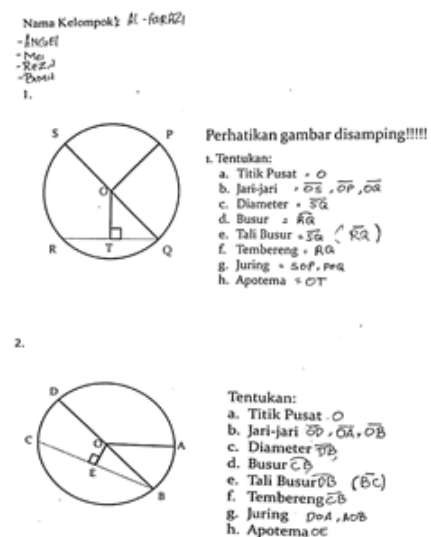 Nama Kelompok: Al-FARAZI
-ANGEl
-Mei
-Reza
1.
S
P
O
R
T
Q
Perhatikan gambar disamping!!!!!
1. Tentukan:
a. Titik Pusat = O
b. Jari-jari = OS, OP, OQ
c. Diameter = SQ
d. Busur = RQ
e. Tali Busur = SQ (RQ)
f. Tembereng = RQ
g. Juring = SOP, POQ
h. Apotema = OT
2.
D
C
O
A
E
B
Tentukan:
a. Titik Pusat O
b. Jari-jari OD, OA, OB
c. Diameter DB
d. Busur CB
e. Tali Busur DB (BC)
f. Tembereng CB
g. Juring DOA, AOB
h. Apotema OE